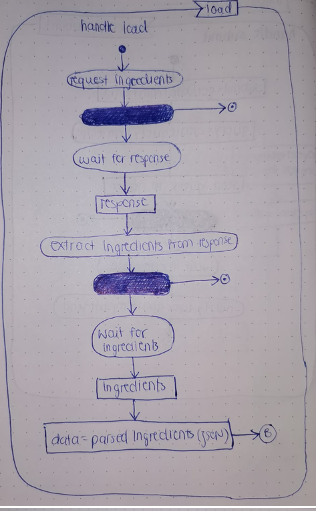 load
handle load
request ingredients
wait for response
response
extract ingredients from response
wait for
ingredients
ingredients
data = parsed ingredients (JSON)
B